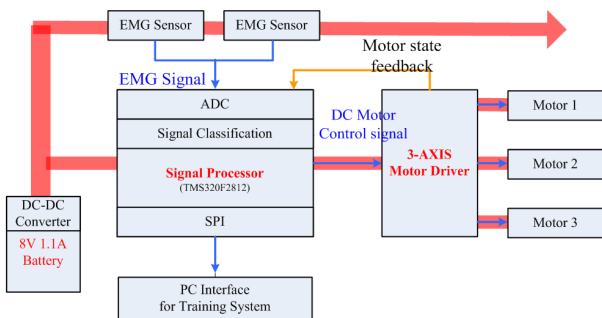 EMG Sensor
EMG Sensor
Motor state
feedback
EMG Signal
ADC
Signal Classification
Signal Processor
(TMS320F2812)
SPI
DC Motor
Control signal
3-AXIS
Motor Driver
Motor 1
Motor 2
Motor 3
DC-DC
Converter
8V 1.1A
Battery
PC Interface
for Training System